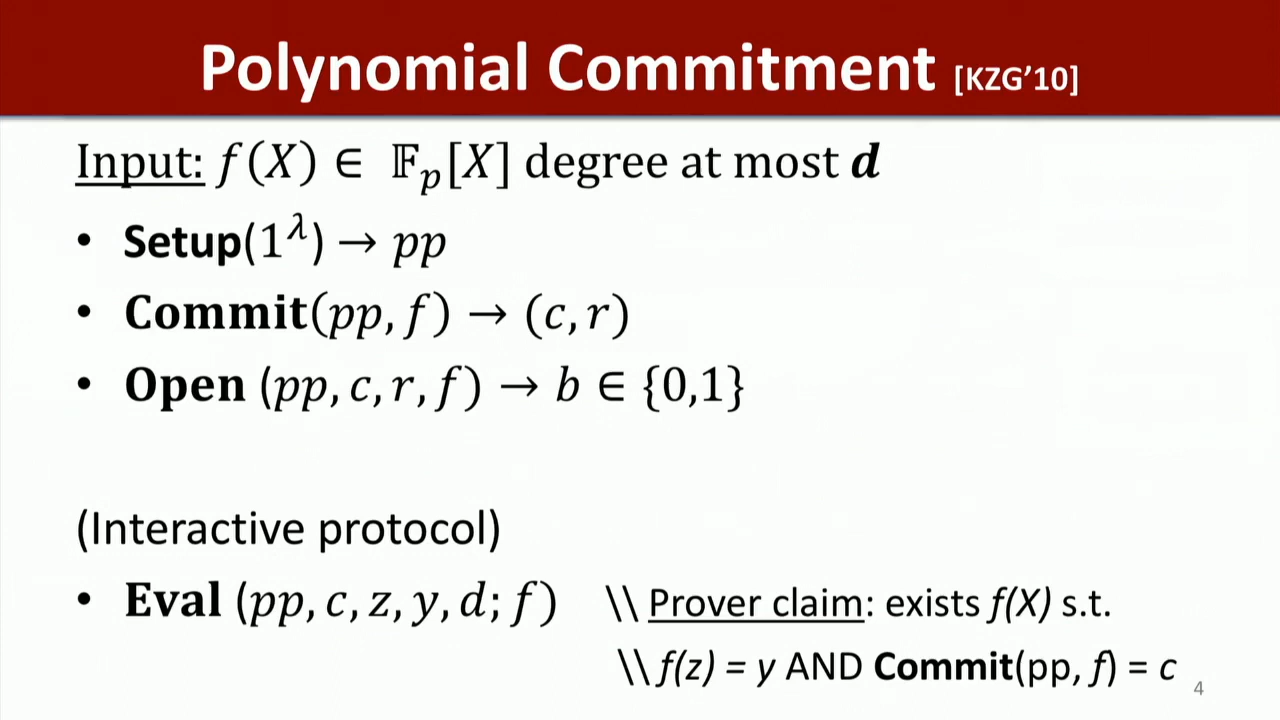 Polynomial Commitment [KZG’10]
Input: f(X) ∈ 𝔽ₚ[X] degree at most d
• Setup(1^λ) → pp
• Commit(pp, f) → (c, r)
• Open (pp, c, r, f) → b ∈ {0,1}
(Interactive protocol)
• Eval (pp, c, z, y, d; f) \\ Prover claim: exists f(X) s.t.
\\ f(z) = y AND Commit(pp, f) = c
4